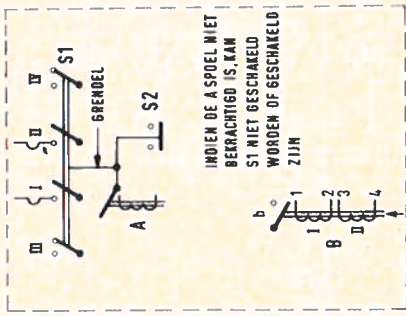 III
I
II
IV
S1
GRENDEL
S2
A
INDIEN DE A SPOEL NIET
BEKRACHTIGD IS, KAN
S1 NIET GESCHAKELD
WORDEN OF GESCHAKELD
ZIJN
b
1
I
2
3
II
4
B